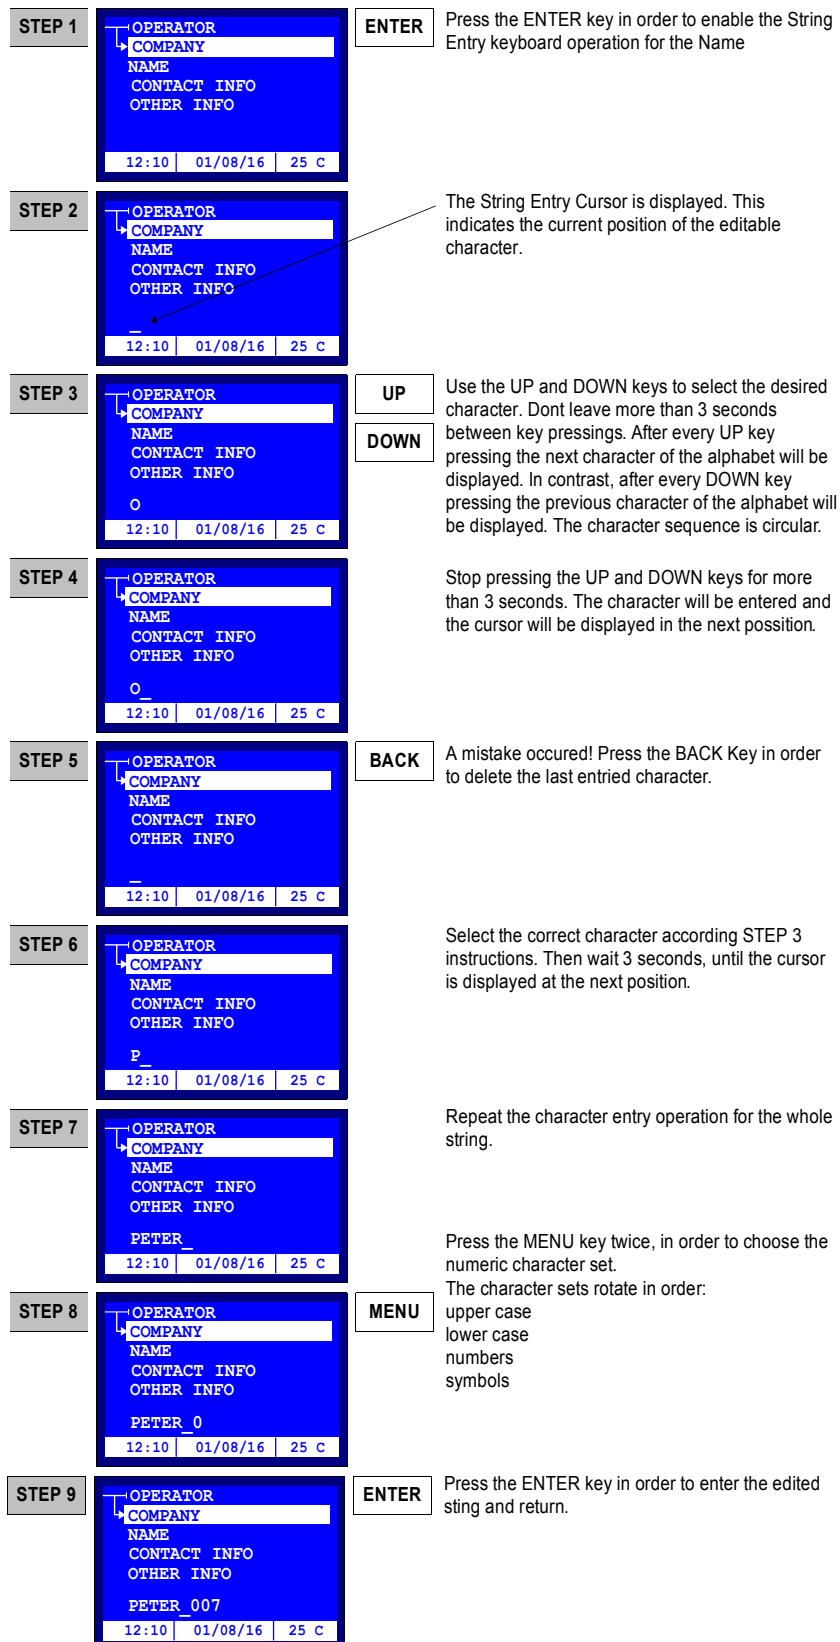 STEP 1
OPERATOR
COMPANY
NAME
CONTACT INFO
OTHER INFO
12:10 01/08/16 25 C
ENTER
Press the ENTER key in order to enable the String
Entry keyboard operation for the Name
STEP 2
OPERATOR
COMPANY
NAME
CONTACT INFO
OTHER INFO
_
12:10 01/08/16 25 C
The String Entry Cursor is displayed. This
indicates the current position of the editable
character.
STEP 3
OPERATOR
COMPANY
NAME
CONTACT INFO
OTHER INFO
O
12:10 01/08/16 25 C
UP
DOWN
Use the UP and DOWN keys to select the desired
character. Dont leave more than 3 seconds
between key pressings. After every UP key
pressing the next character of the alphabet will be
displayed. In contrast, after every DOWN key
pressing the previous character of the alphabet will
be displayed. The character sequence is circular.
STEP 4
OPERATOR
COMPANY
NAME
CONTACT INFO
OTHER INFO
O_
12:10 01/08/16 25 C
Stop pressing the UP and DOWN keys for more
than 3 seconds. The character will be entered and
the cursor will be displayed in the next possition.
STEP 5
OPERATOR
COMPANY
NAME
CONTACT INFO
OTHER INFO
_
12:10 01/08/16 25 C
BACK
A mistake occured! Press the BACK Key in order
to delete the last entried character.
STEP 6
OPERATOR
COMPANY
NAME
CONTACT INFO
OTHER INFO
P_
12:10 01/08/16 25 C
Select the correct character according STEP 3
instructions. Then wait 3 seconds, until the cursor
is displayed at the next position.
STEP 7
OPERATOR
COMPANY
NAME
CONTACT INFO
OTHER INFO
PETER_
12:10 01/08/16 25 C
Repeat the character entry operation for the whole
string.
STEP 8
OPERATOR
COMPANY
NAME
CONTACT INFO
OTHER INFO
PETER_0
12:10 01/08/16 25 C
MENU
Press the MENU key twice, in order to choose the
numeric character set.
The character sets rotate in order:
upper case
lower case
numbers
symbols
STEP 9
OPERATOR
COMPANY
NAME
CONTACT INFO
OTHER INFO
PETER_007
12:10 01/08/16 25 C
ENTER
Press the ENTER key in order to enter the edited
sting and return.